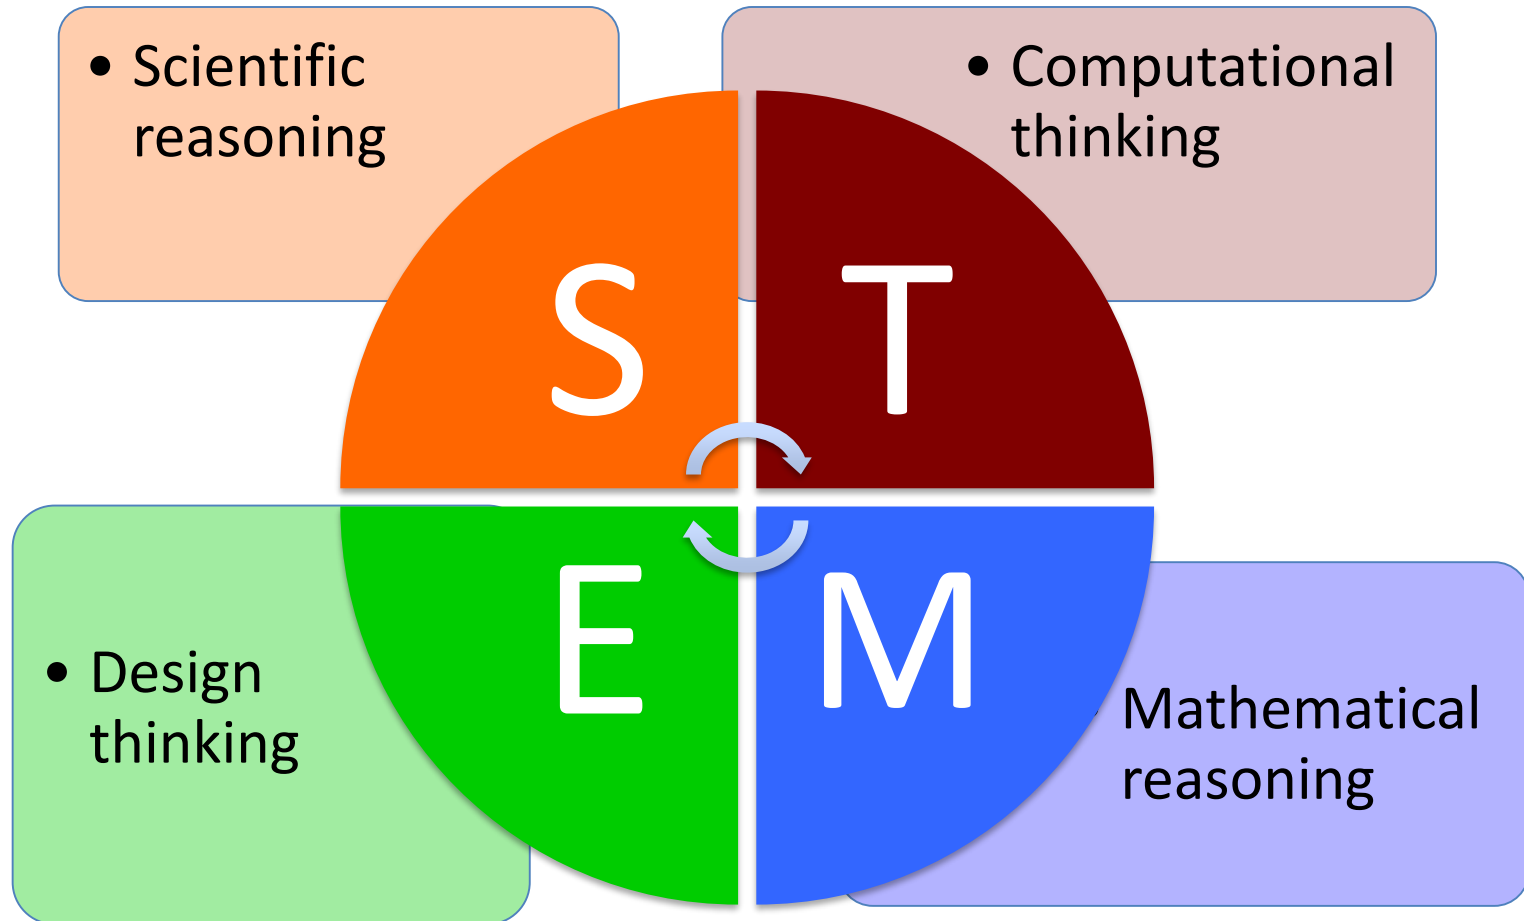 • Scientific
reasoning
• Computational
thinking
S
T
E
M
• Design
thinking
Mathematical
reasoning